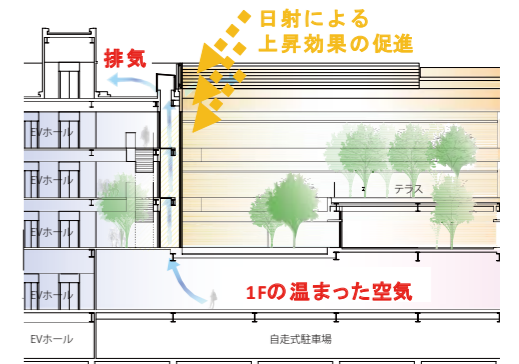 日射による
上昇効果の促進
排気
EVホール
EVホール
テラス
EVホール
1Fの温まった空気
EVホール
EVホール
自走式駐車場